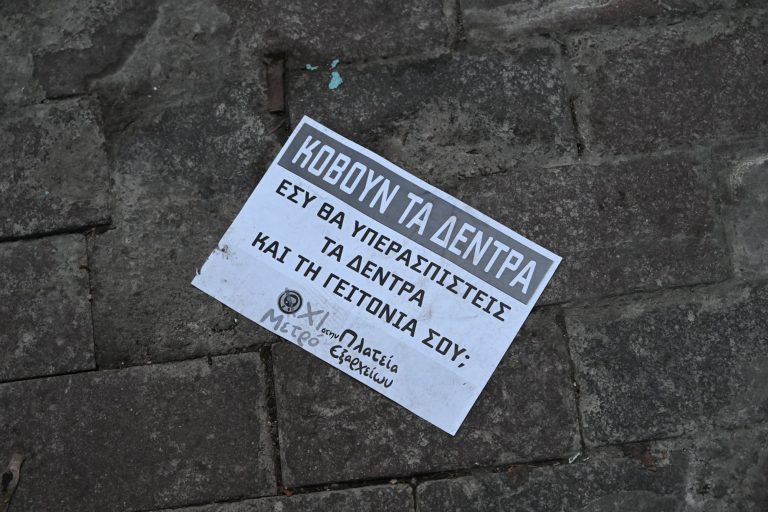 ΚΟΒΟΥΝ ΤΑ ΔΕΝΤΡΑ
ΕΣΥ ΘΑ ΥΠΕΡΑΣΠΙΣΤΕΙΣ
ΤΑ ΔΕΝΤΡΑ
ΚΑΙ ΤΗ ΓΕΙΤΟΝΙΑ ΣΟΥ;
ΟΧΙ στην Πλατεία
Μετρό Εξαρχείων